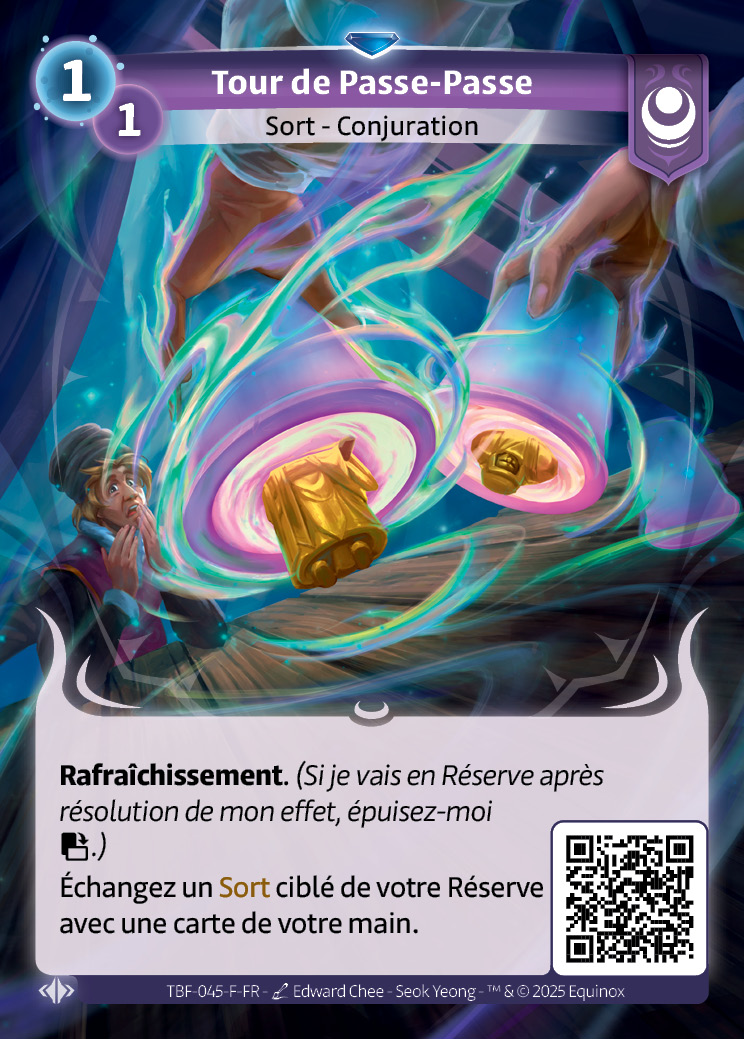 1
Tour de Passe-Passe
1
Sort - Conjuration
Rafraîchissement. (Si je vais en Réserve après
résolution de mon effet, épuisez-moi
.)
Échangez un Sort ciblé de votre Réserve
avec une carte de votre main.
TBF-045-F-FR - Edward Chee - Seok Yeong - ™ & © 2025 Equinox